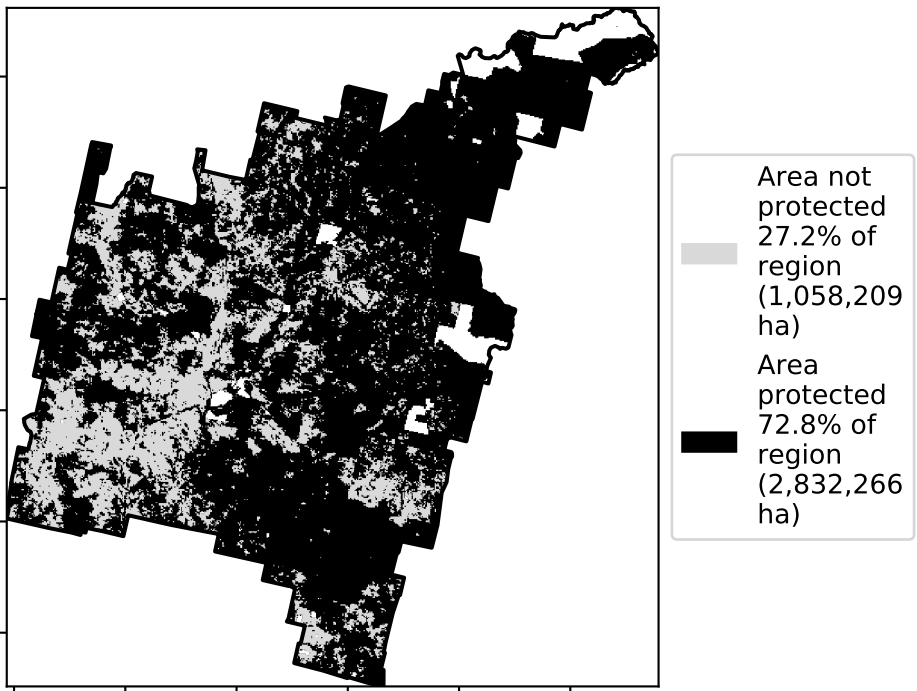 Area not
protected
27.2% of
region
(1,058,209
ha)
Area
protected
72.8% of
region
(2,832,266
ha)